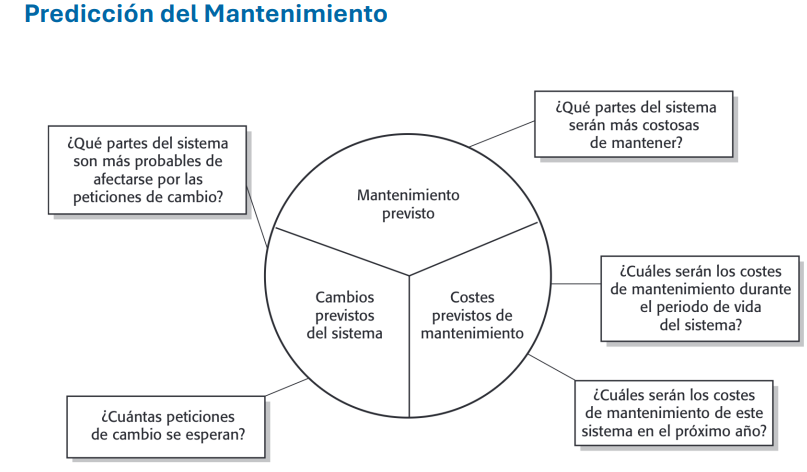 Predicción del Mantenimiento
¿Qué partes del sistema
serán más costosas
de mantener?
¿Qué partes del sistema
son más probables de
afectarse por las
peticiones de cambio?
Mantenimiento
previsto
¿Cuáles serán los costes
de mantenimiento durante
el periodo de vida
del sistema?
Cambios
previstos
del sistema
Costes
previstos de
mantenimiento
¿Cuántas peticiones
de cambio se esperan?
¿Cuáles serán los costes
de mantenimiento de este
sistema en el próximo año?